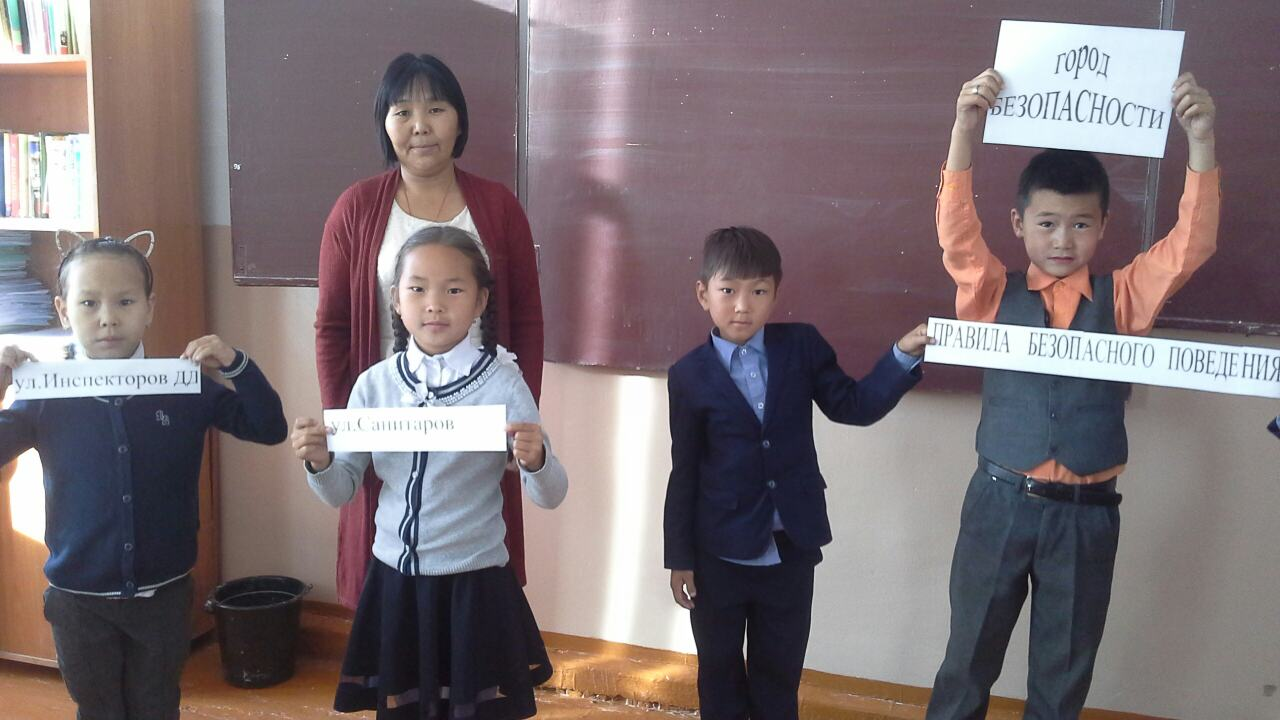 город
БЕЗОПАСНОСТИ
ПРАВИЛА БЕЗОПАСНОГО ПОВЕДЕНИЯ
ул.Инспекторов ДД
ул.Санитаров